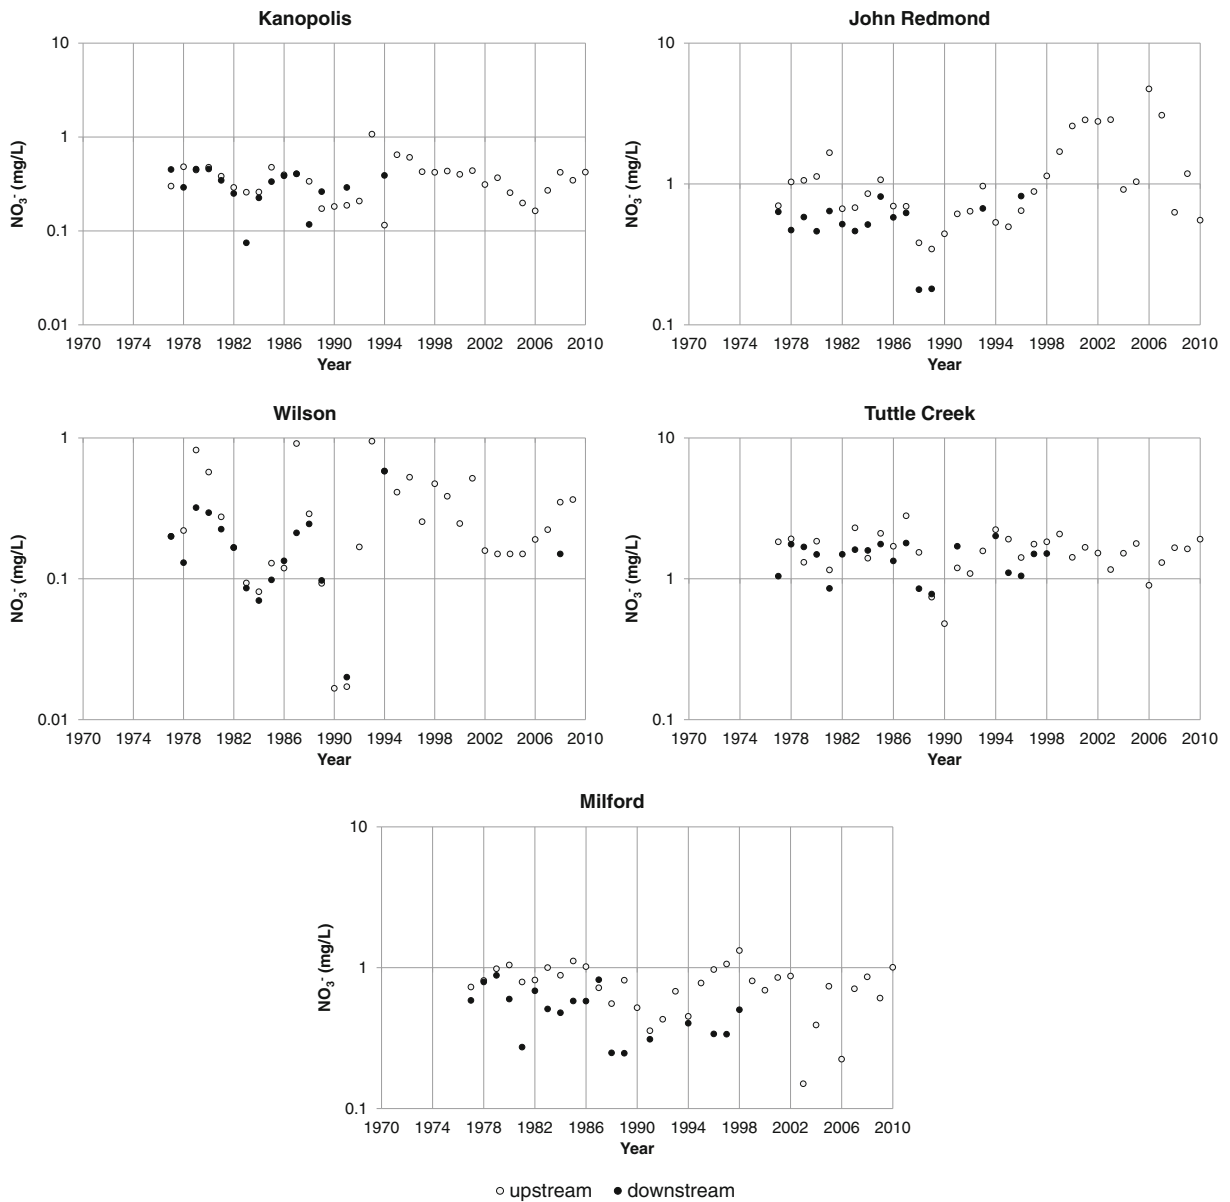 Kanopolis
NO3- (mg/L)
10
1
0.1
0.01
1970 1974 1978 1982 1986 1990 1994 1998 2002 2006 2010
Year
John Redmond
NO3- (mg/L)
10
1
0.1
1970 1974 1978 1982 1986 1990 1994 1998 2002 2006 2010
Year
Wilson
NO3- (mg/L)
1
0.1
0.01
1970 1974 1978 1982 1986 1990 1994 1998 2002 2006 2010
Year
Tuttle Creek
NO3- (mg/L)
10
1
0.1
1970 1974 1978 1982 1986 1990 1994 1998 2002 2006 2010
Year
Milford
NO3- (mg/L)
10
1
0.1
1970 1974 1978 1982 1986 1990 1994 1998 2002 2006 2010
Year
upstream downstream